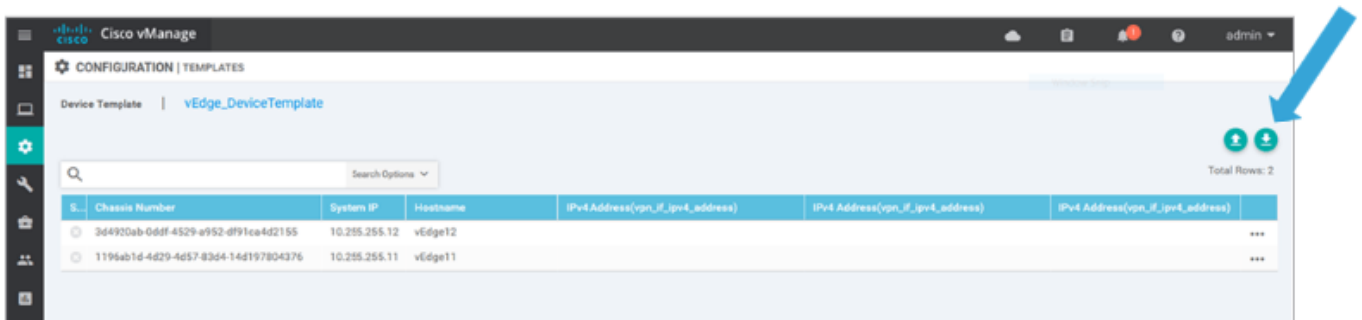 cisco Cisco vManage admin
CONFIGURATION | TEMPLATES
Device Template | vEdge_DeviceTemplate
Search Options
Total Rows: 2
S... Chassis Number System IP Hostname IPv4 Address(vpn_if_ipv4_address) IPv4 Address(vpn_if_ipv4_address) IPv4 Address(vpn_if_ipv4_address)
3d4920ab-0ddf-4529-a952-df91ca4d2155 10.255.255.12 vEdge12 •••
1196ab1d-4d29-4d57-83d4-14d197804376 10.255.255.11 vEdge11 •••